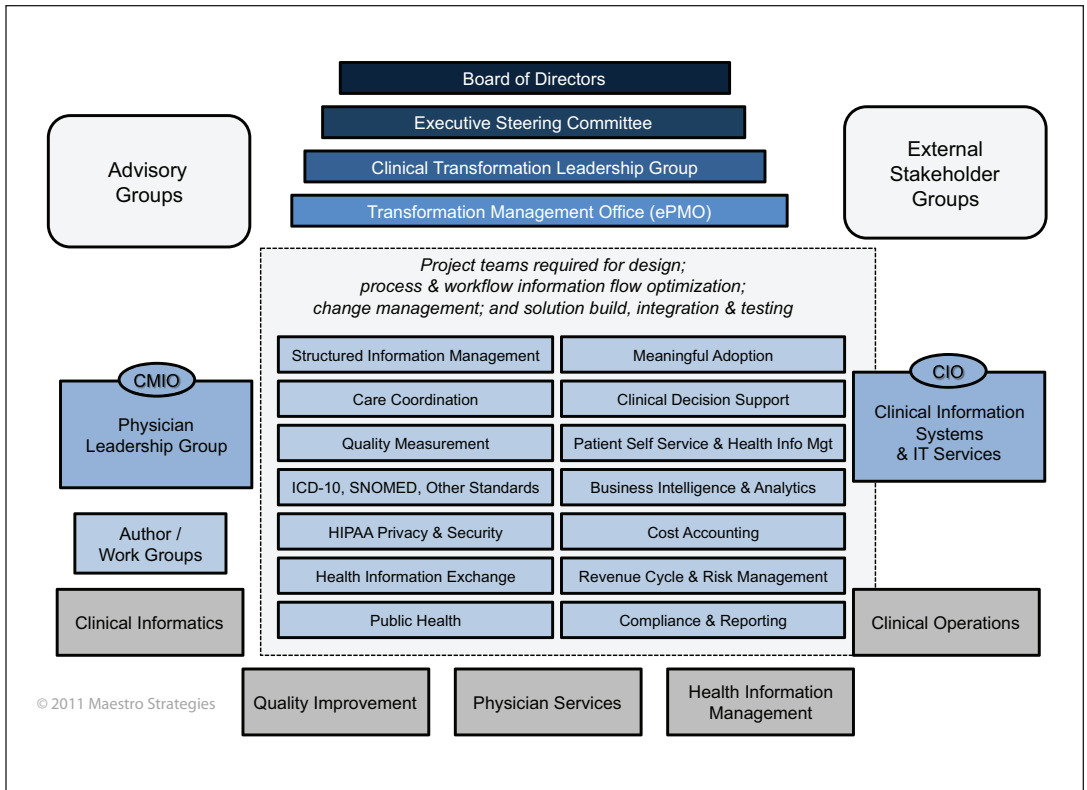 Board of Directors
Executive Steering Committee
Clinical Transformation Leadership Group
Transformation Management Office (ePMO)
Advisory
Groups
External
Stakeholder
Groups
Project teams required for design;
process & workflow information flow optimization;
change management; and solution build, integration & testing
Structured Information Management
Meaningful Adoption
Care Coordination
Clinical Decision Support
Quality Measurement
Patient Self Service & Health Info Mgt
ICD-10, SNOMED, Other Standards
Business Intelligence & Analytics
HIPAA Privacy & Security
Cost Accounting
Health Information Exchange
Revenue Cycle & Risk Management
Public Health
Compliance & Reporting
CMIO
Physician
Leadership Group
CIO
Clinical Information
Systems
& IT Services
Author /
Work Groups
Clinical Informatics
Clinical Operations
Quality Improvement
Physician Services
Health Information
Management
© 2011 Maestro Strategies